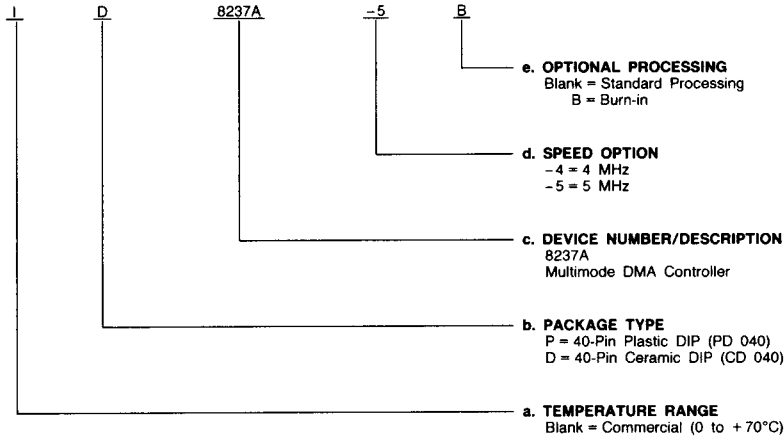 I D 8237A -5 B
e. OPTIONAL PROCESSING
Blank = Standard Processing
B = Burn-in
d. SPEED OPTION
-4 = 4 MHz
-5 = 5 MHz
c. DEVICE NUMBER/DESCRIPTION
8237A
Multimode DMA Controller
b. PACKAGE TYPE
P = 40-Pin Plastic DIP (PD 040)
D = 40-Pin Ceramic DIP (CD 040)
a. TEMPERATURE RANGE
Blank = Commercial (0 to +70°C)